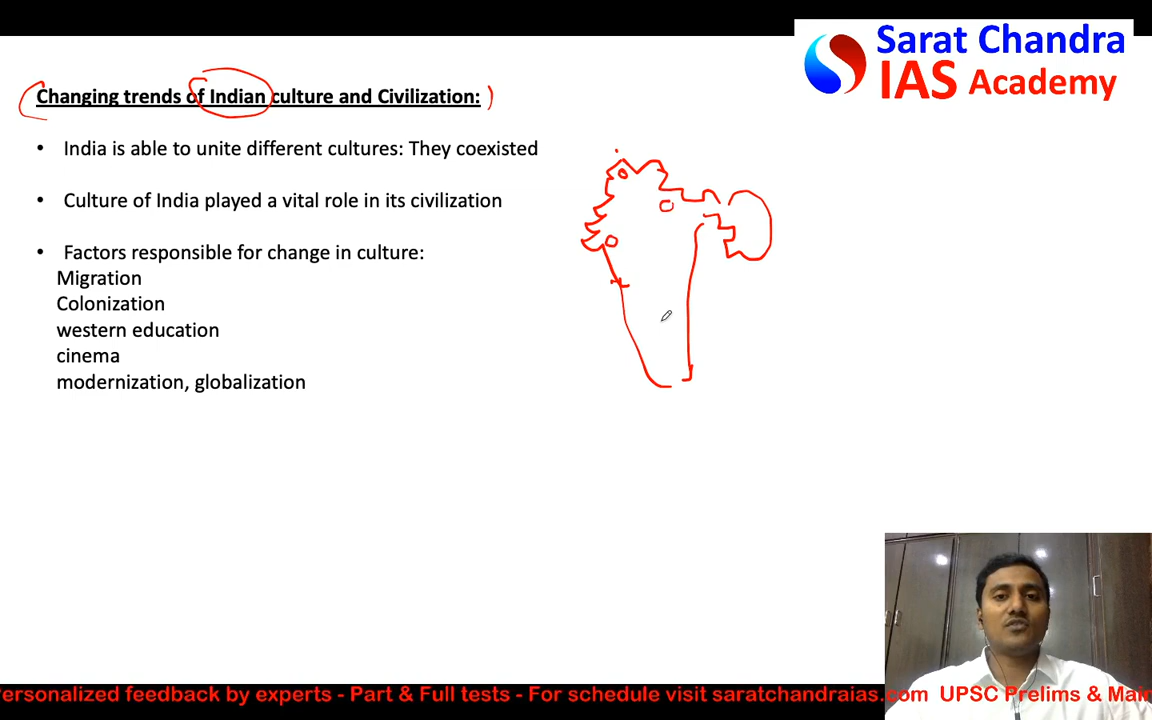 Sarat Chandra
IAS Academy
Changing trends of Indian culture and Civilization:
• India is able to unite different cultures: They coexisted
• Culture of India played a vital role in its civilization
• Factors responsible for change in culture:
Migration
Colonization
western education
cinema
modernization, globalization
ersonalized feedback by experts - Part & Full tests - For schedule visit saratchandraias.com UPSC Prelims & Mai